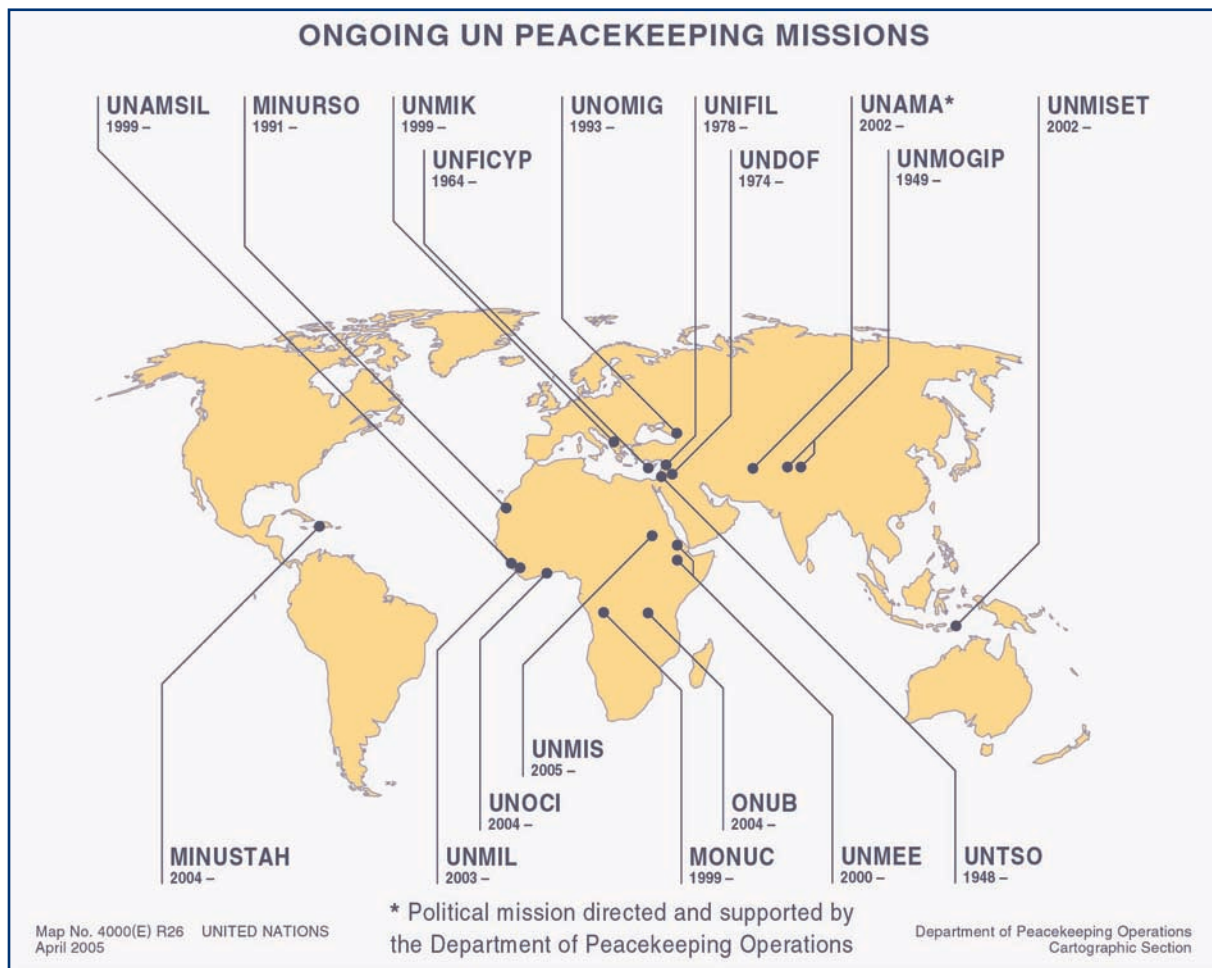 ONGOING UN PEACEKEEPING MISSIONS
UNAMSIL
1999 –
MINURSO
1991 –
UNMIK
1999 –
UNOMIG
1993 –
UNIFIL
1978 –
UNAMA*
2002 –
UNMISET
2002 –
UNFICYP
1964 –
UNDOF
1974 –
UNMOGIP
1949 –
UNMIS
2005 –
UNOCI
2004 –
ONUB
2004 –
MINUSTAH
2004 –
UNMIL
2003 –
MONUC
1999 –
UNMEE
2000 –
UNTSO
1948 –
* Political mission directed and supported by
the Department of Peacekeeping Operations
Map No. 4000(E) R26 UNITED NATIONS
April 2005
Department of Peacekeeping Operations
Cartographic Section